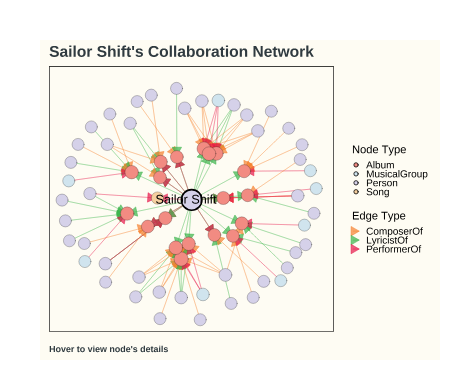 Sailor Shift's Collaboration Network
Sailor Shift
Node Type
Album
MusicalGroup
Person
Song
Edge Type
ComposerOf
LyricistOf
PerformerOf
Hover to view node's details